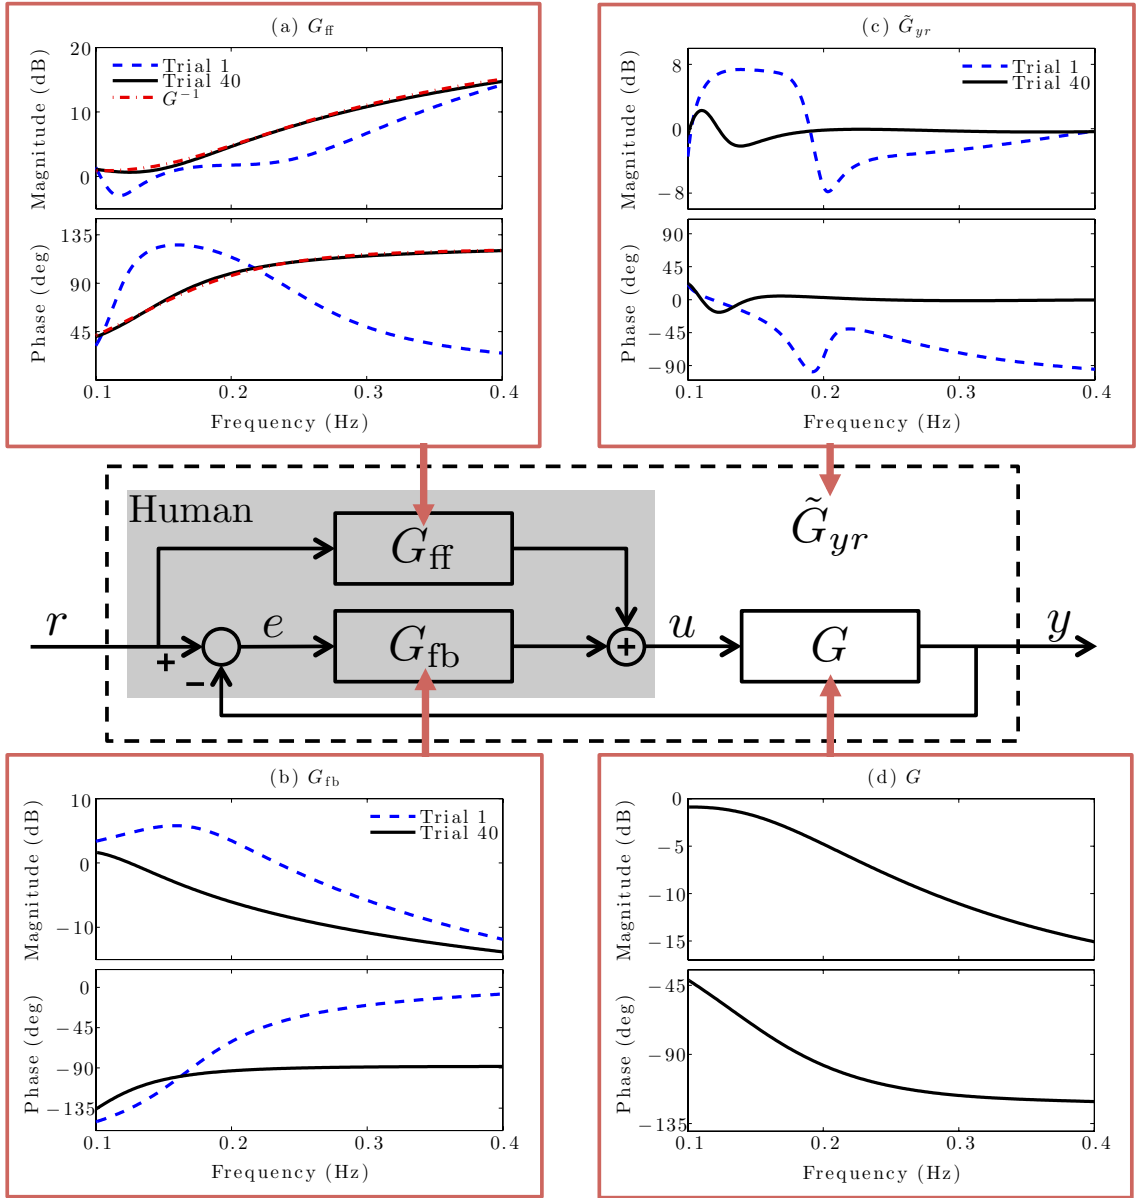 (a) G_ff
Magnitude (dB)
20
10
0
Trial 1
Trial 40
G⁻¹
Phase (deg)
135
90
45
0.1 0.2 0.3 0.4
Frequency (Hz)
(c) G̃_yr
Magnitude (dB)
8
0
−8
Trial 1
Trial 40
Phase (deg)
90
45
0
−45
−90
0.1 0.2 0.3 0.4
Frequency (Hz)
Human
G_ff
G̃_yr
r
+
−
e
G_fb
+
u
G
y
(b) G_fb
Magnitude (dB)
10
0
−10
Trial 1
Trial 40
Phase (deg)
0
−45
−90
−135
0.1 0.2 0.3 0.4
Frequency (Hz)
(d) G
Magnitude (dB)
0
−5
−10
−15
Phase (deg)
−45
−90
−135
0.1 0.2 0.3 0.4
Frequency (Hz)